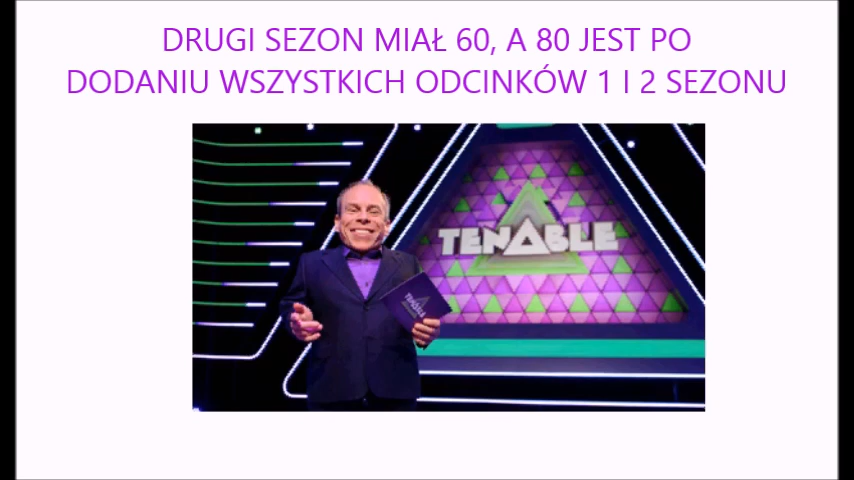 DRUGI SEZON MIAŁ 60, A 80 JEST PO
DODANIU WSZYSTKICH ODCINKÓW 1 I 2 SEZONU
TENABLE
TENABLE